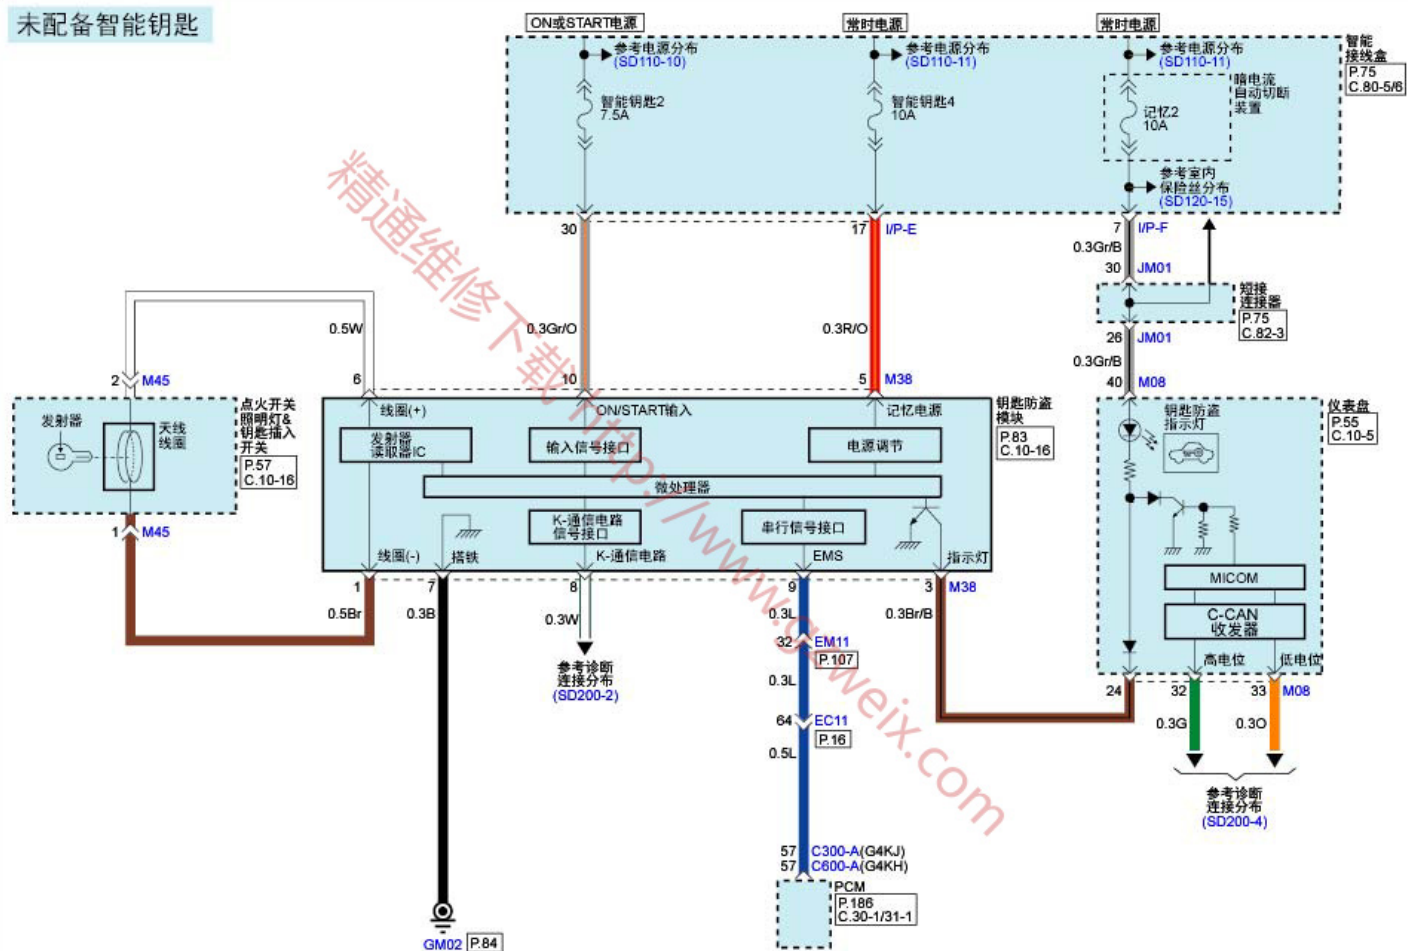 未配备智能钥匙
ON或START电源
常时电源
常时电源
参考电源分布
(SD110-10)
智能钥匙2
7.5A
参考电源分布
(SD110-11)
智能钥匙4
10A
参考电源分布
(SD110-11)
暗电流
自动切断
装置
记忆2
10A
参考室内
保险丝分布
(SD120-15)
智能
接线盒
P.75
C.80-5/6
30
17
I/P-E
7
I/P-F
0.3Gr/B
30
JM01
短接
连接器
P.75
C.82-3
26
JM01
0.3Gr/B
40
M08
0.5W
0.3Gr/O
0.3R/O
2
M45
6
10
5
M38
点火开关
照明灯&
钥匙插入
开关
P.57
C.10-16
发射器
天线
线圈
1
M45
线圈(+)
ON/START输入
记忆电源
发射器
读取器IC
输入信号接口
电源调节
微处理器
K-通信电路
信号接口
串行信号接口
线圈(-)
搭铁
K-通信电路
EMS
指示灯
钥匙防盗
模块
P.83
C.10-16
仪表盘
P.55
C.10-5
钥匙防盗
指示灯
MICOM
C-CAN
收发器
高电位
低电位
1
7
8
9
3
M38
0.5Br
0.3B
0.3W
0.3L
0.3Br/B
参考诊断
连接分布
(SD200-2)
32
EM11
P.107
0.3L
64
EC11
P.16
0.5L
24
32
33
M08
0.3G
0.3O
参考诊断
连接分布
(SD200-4)
57
C300-A(G4KJ)
57
C600-A(G4KH)
PCM
P.186
C.30-1/31-1
GM02
P.84
精通维修下载 http://www.gzweix.com